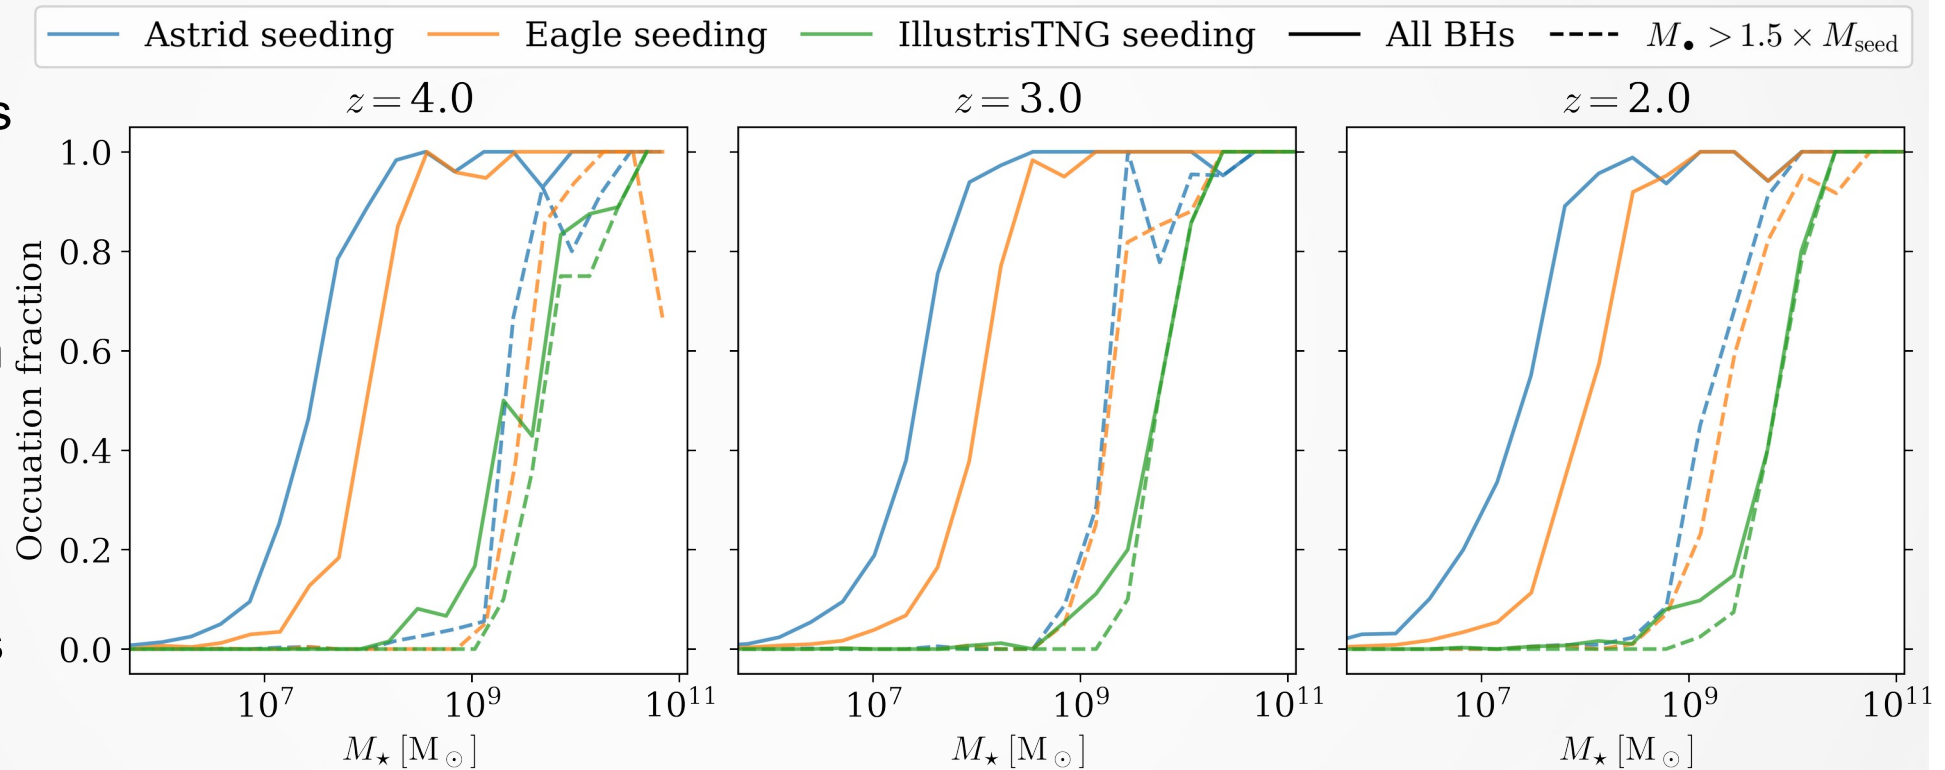 Astrid seeding Eagle seeding IllustrisTNG seeding All BHs M• > 1.5 × Mseed
z = 4.0 z = 3.0 z = 2.0
s
s
Occuation fraction
1.0
0.8
0.6
0.4
0.2
0.0
10^7 10^9 10^11 10^7 10^9 10^11 10^7 10^9 10^11
M⋆ [M⊙] M⋆ [M⊙] M⋆ [M⊙]